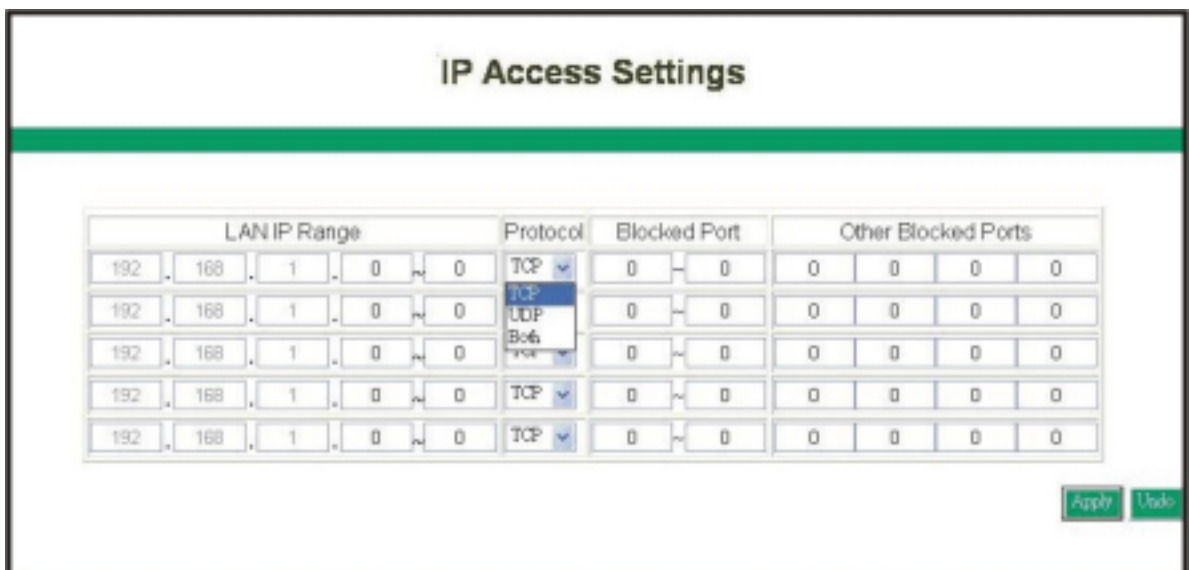 IP Access Settings
LAN IP Range Protocol Blocked Port Other Blocked Ports
192 . 168 . 1 . 0 ~ 0 TCP 0 ~ 0 0 0 0 0
TCP
192 . 168 . 1 . 0 ~ 0 UDP 0 ~ 0 0 0 0 0
Both
192 . 168 . 1 . 0 ~ 0 TCP 0 ~ 0 0 0 0 0
192 . 168 . 1 . 0 ~ 0 TCP 0 ~ 0 0 0 0 0
192 . 168 . 1 . 0 ~ 0 TCP 0 ~ 0 0 0 0 0
Apply Undo